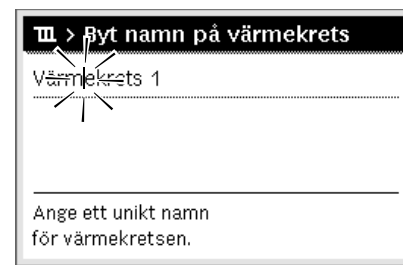 > Byt namn på värmekrets
Värmekrets 1
Ange ett unikt namn
för värmekretsen.